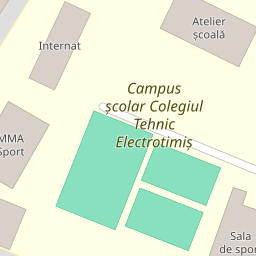 Atelier
școală
Internat
Campus
școlar Colegiul
Tehnic
Electrotimiș
MMA
Sport
Sala
de spor